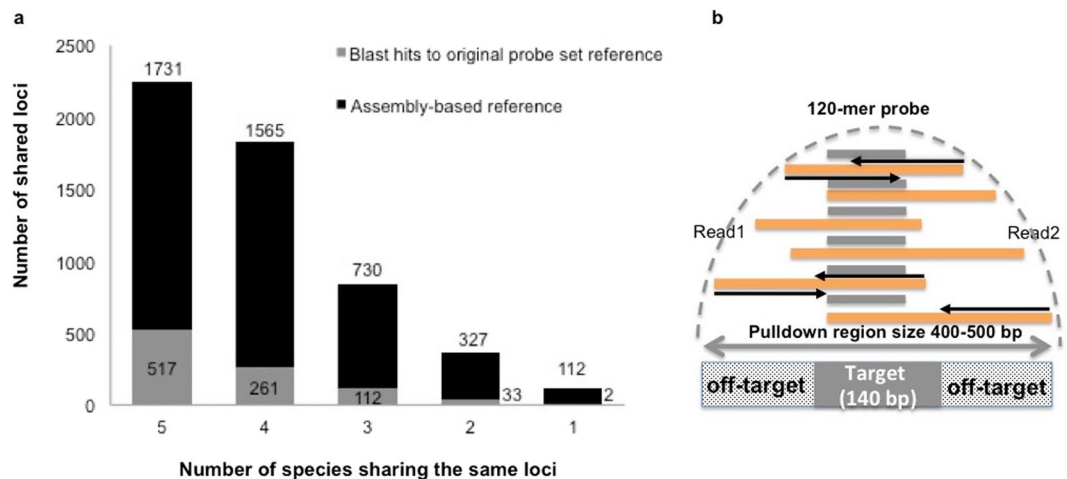 a
b
2500
2000
1500
1000
500
0
Number of shared loci
Blast hits to original probe set reference
Assembly-based reference
1731
1565
730
327
112
517
261
112
33
2
5
4
3
2
1
Number of species sharing the same loci
120-mer probe
Read1
Read2
Pulldown region size 400-500 bp
off-target
Target
(140 bp)
off-target